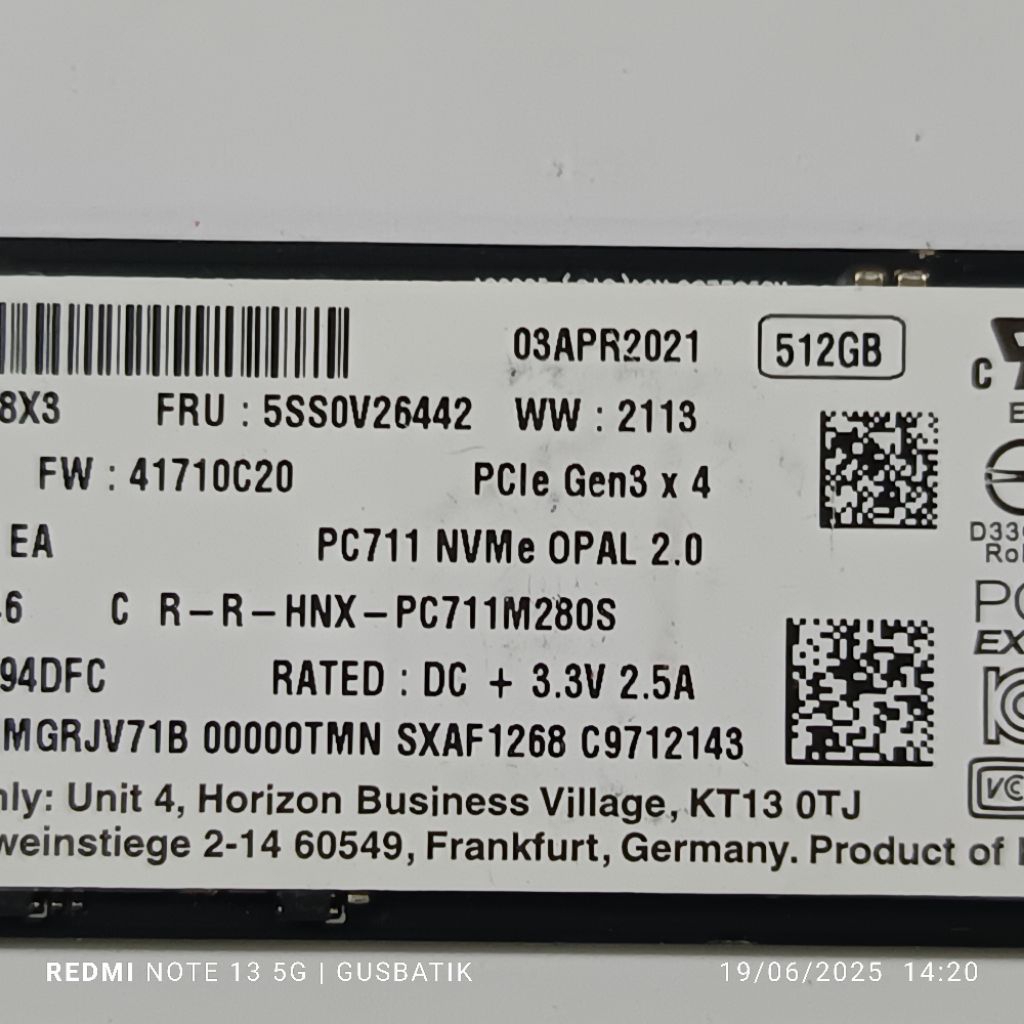 03APR2021 512GB
8X3 FRU : 5SS0V26442 WW : 2113
C
FW : 41710C20 PCIe Gen3 x 4
EA PC711 NVMe OPAL 2.0
C R-R-HNX-PC711M280S
94DFC RATED : DC + 3.3V 2.5A
MGRJV71B 00000TMN SXAF1268 C9712143
nly: Unit 4, Horizon Business Village, KT13 0TJ
weinstiege 2-14 60549, Frankfurt, Germany. Product of
REDMI NOTE 13 5G | GUSBATIK 19/06/2025 14:20